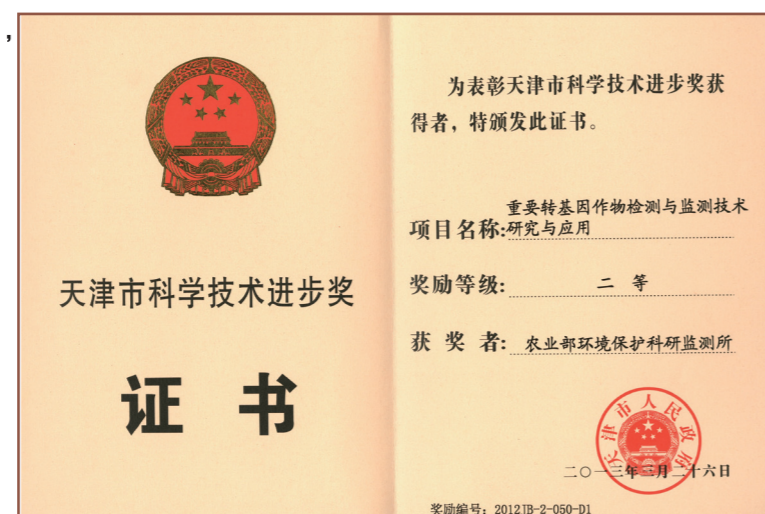 ,
天津市科学技术进步奖
证 书
为表彰天津市科学技术进步奖获
得者，特颁发此证书。
重要转基因作物检测与监测技术
项目名称:研究与应用
奖励等级: 二 等
获 奖 者: 农业部环境保护科研监测所
天津市人民政府
二〇一三年三月二十六日
奖励编号: 2012JB-2-050-D1